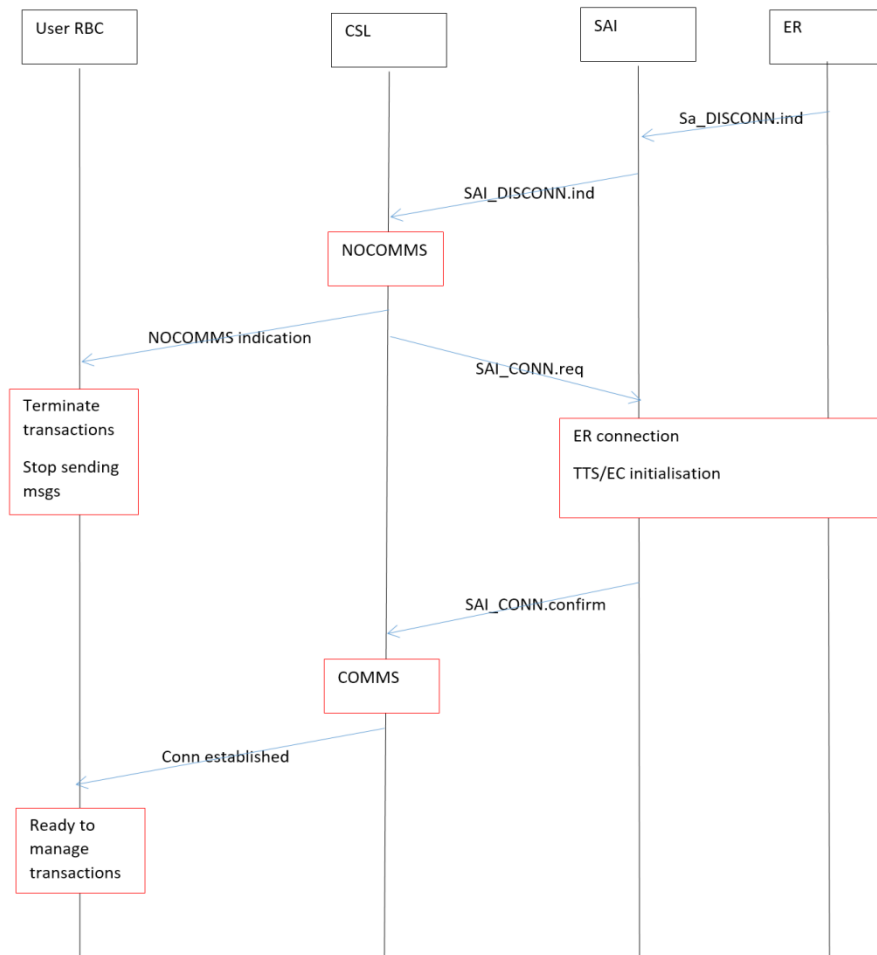 User RBC
CSL
SAI
ER
Sa_DISCONN.ind
SAI_DISCONN.ind
NOCOMMS
NOCOMMS indication
SAI_CONN.req
Terminate
transactions
Stop sending
msgs
ER connection
TTS/EC initialisation
SAI_CONN.confirm
COMMS
Conn established
Ready to
manage
transactions